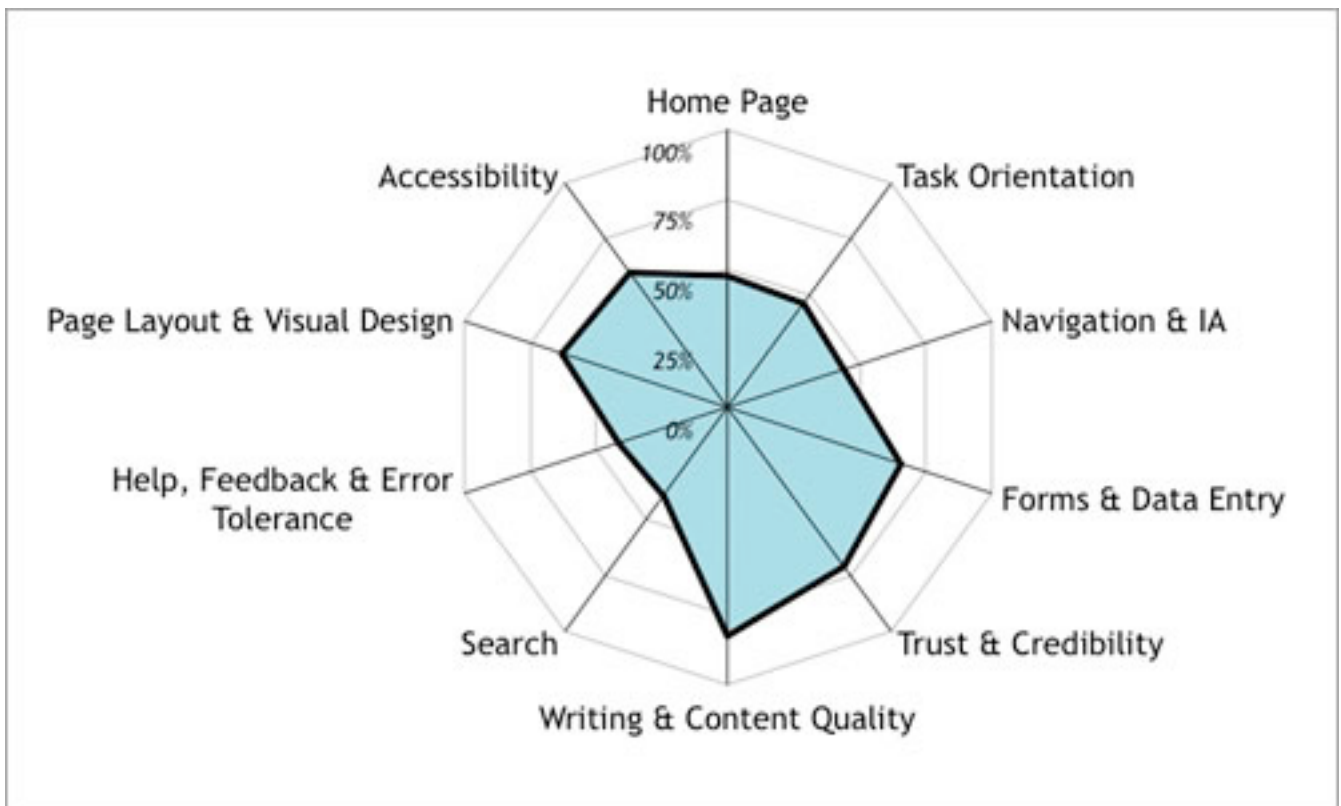 Home Page
100%
Accessibility
Task Orientation
75%
50%
Page Layout & Visual Design
Navigation & IA
25%
0%
Help, Feedback & Error
Tolerance
Forms & Data Entry
Search
Trust & Credibility
Writing & Content Quality